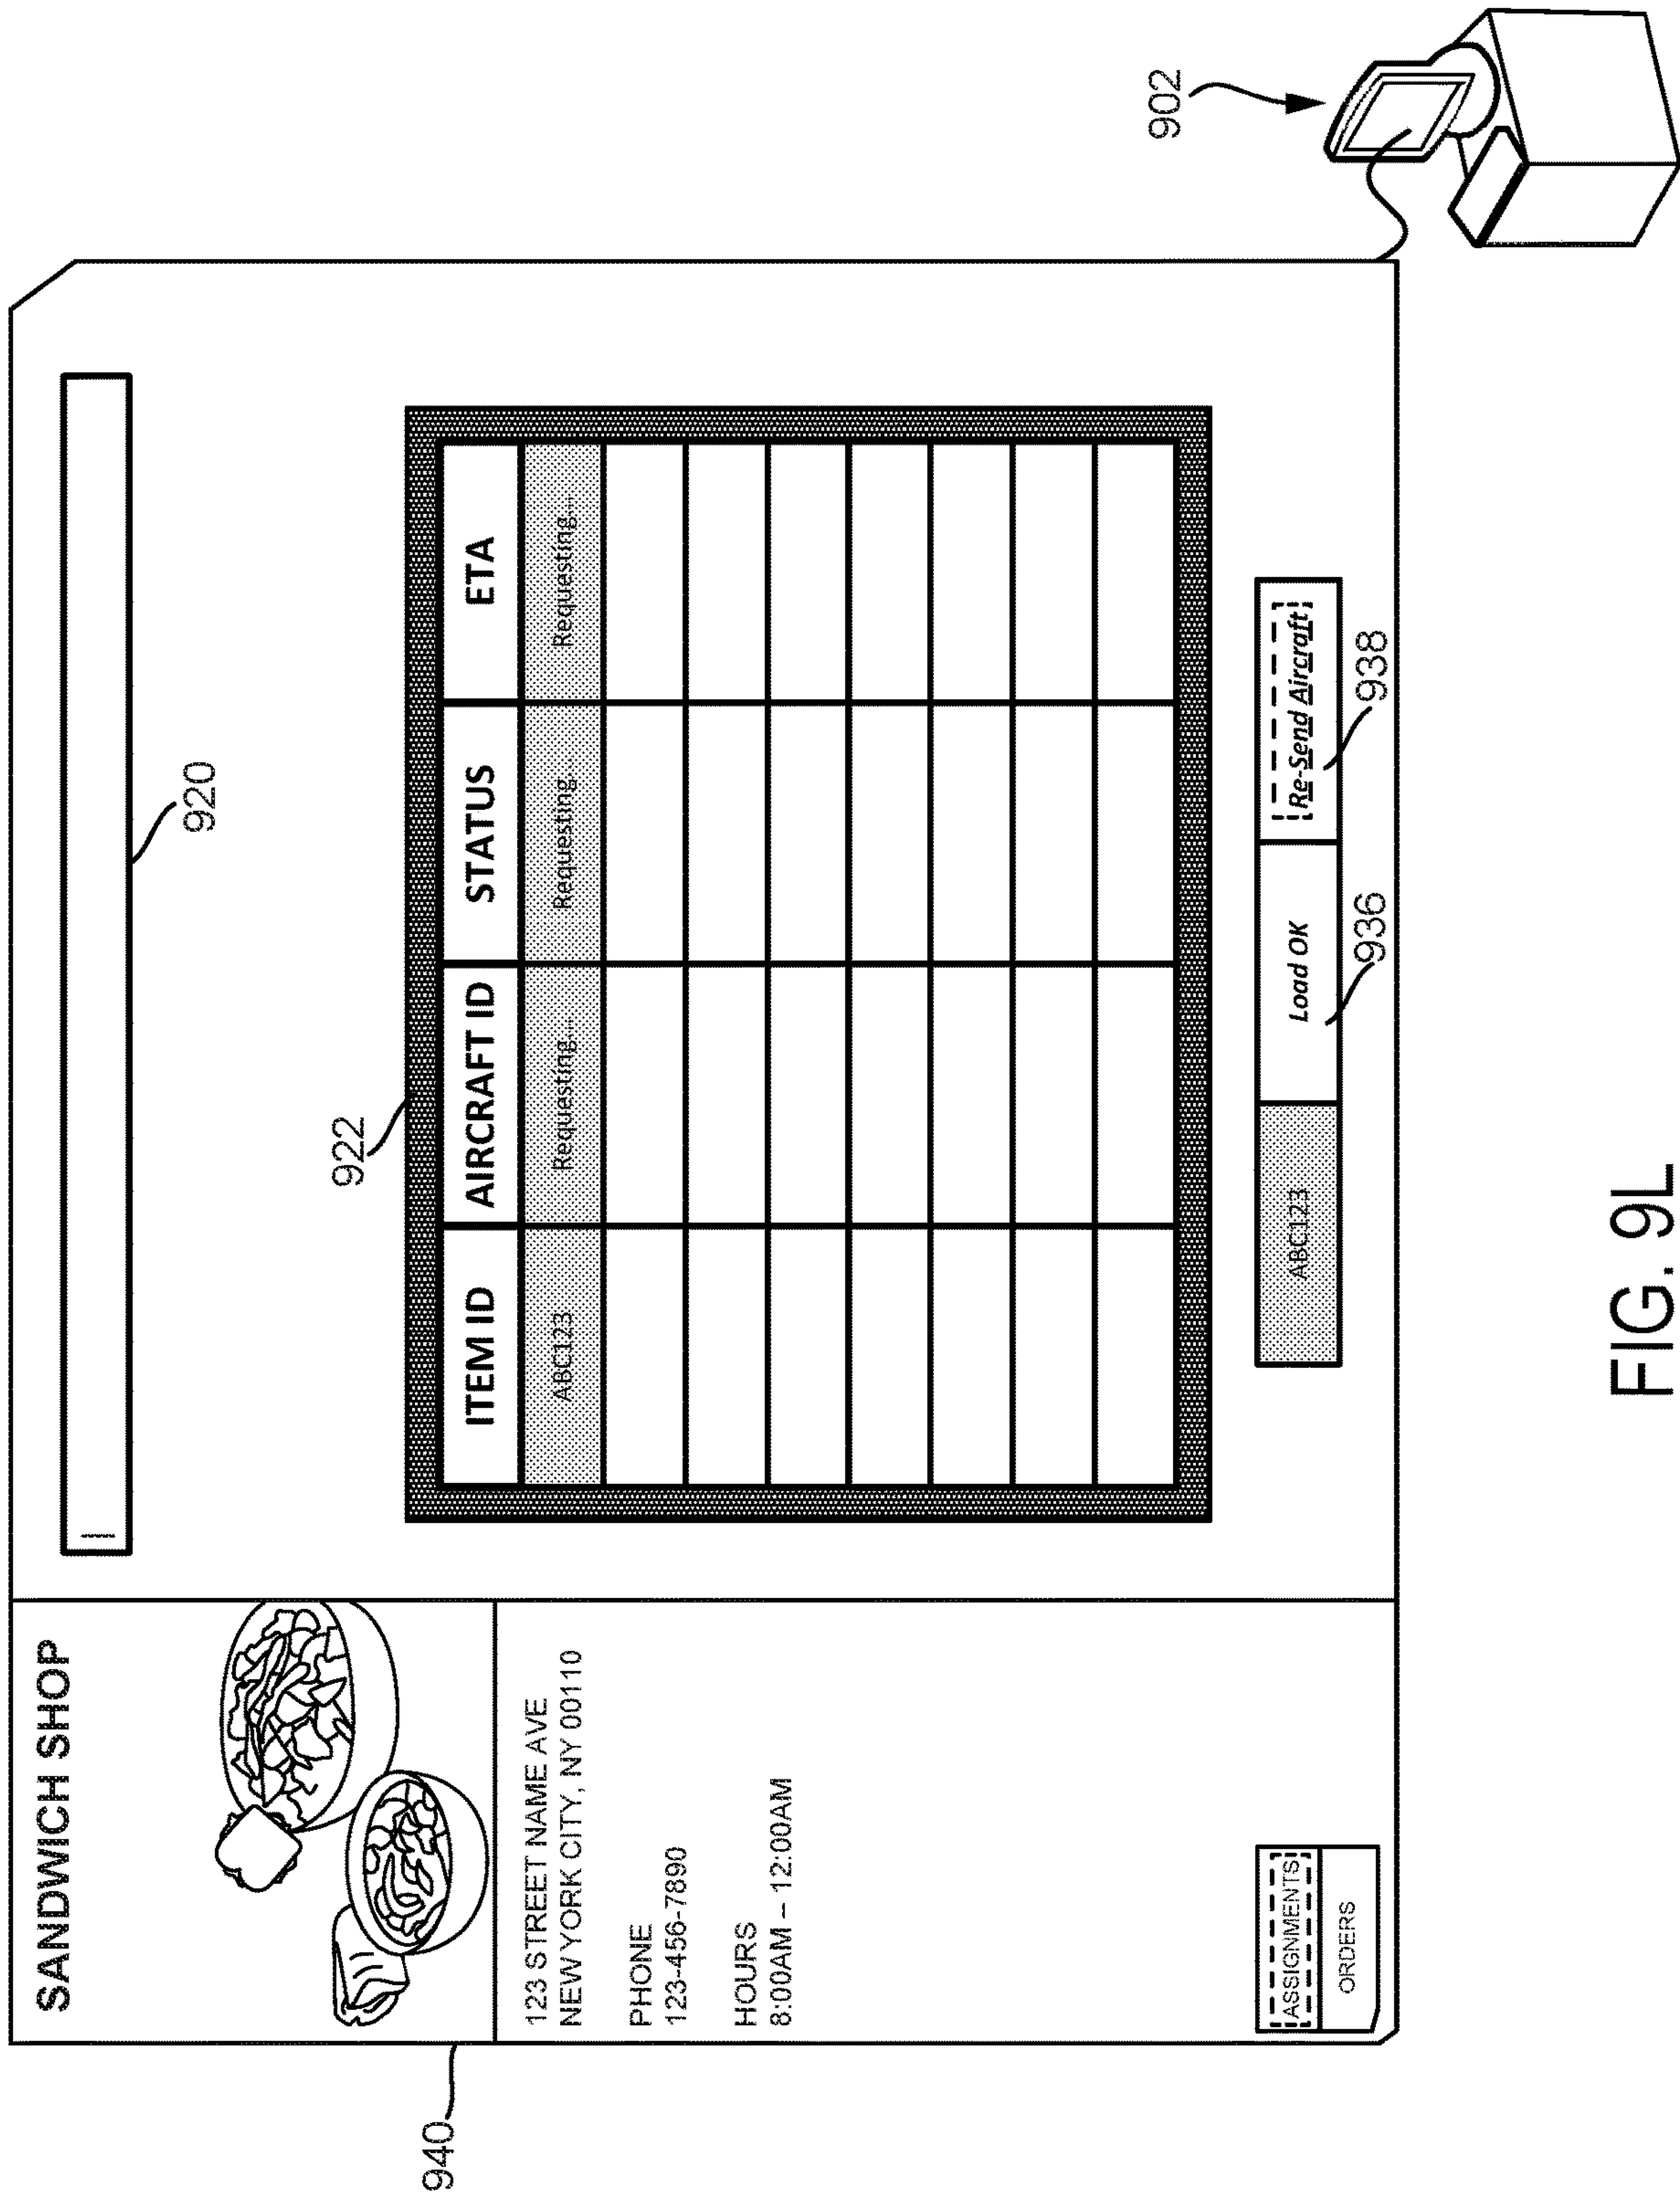 SANDWICH SHOP
940
123 STREET NAME AVE
NEW YORK CITY, NY 00110
PHONE
123-456-7890
HOURS
8:00AM – 12:00AM
ASSIGNMENTS
ORDERS
920
922
ITEM ID AIRCRAFT ID STATUS ETA
ABC123 Requesting... Requesting... Requesting...
ABC123 Load OK Re-Send Aircraft
936 938
902
FIG. 9L